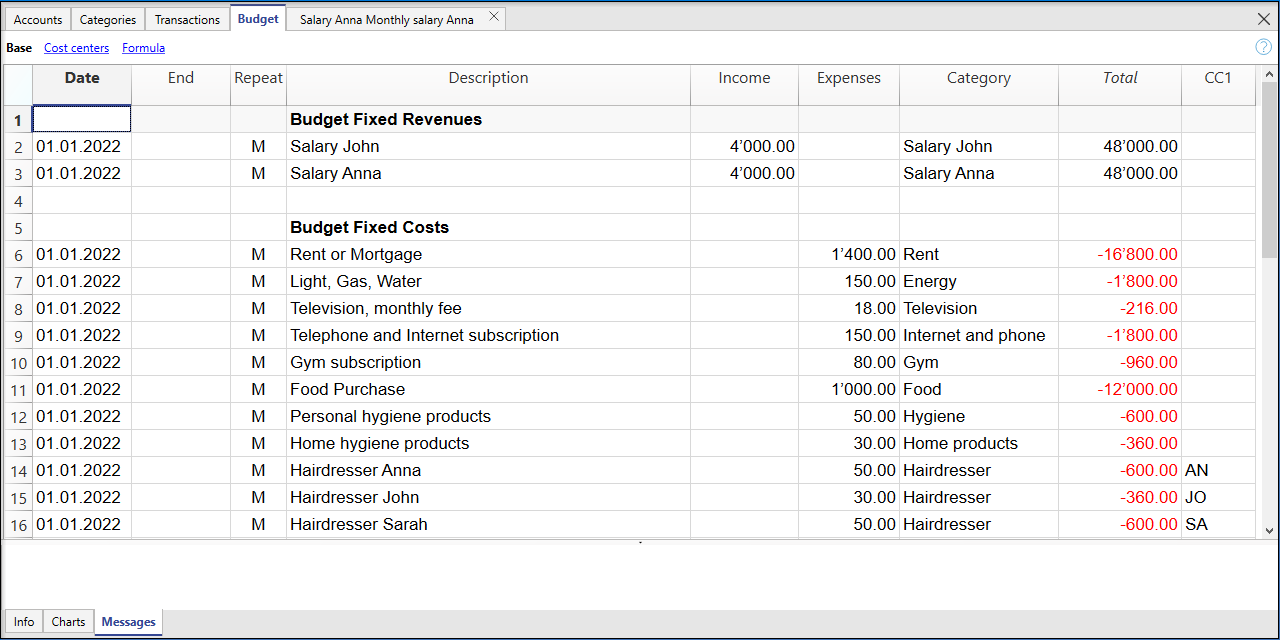 Accounts Categories Transactions Budget Salary Anna Monthly salary Anna
Base Cost centers Formula
Date End Repeat Description Income Expenses Category Total CC1
1 Budget Fixed Revenues
2 01.01.2022 M Salary John 4’000.00 Salary John 48’000.00
3 01.01.2022 M Salary Anna 4’000.00 Salary Anna 48’000.00
4
5 Budget Fixed Costs
6 01.01.2022 M Rent or Mortgage 1’400.00 Rent -16’800.00
7 01.01.2022 M Light, Gas, Water 150.00 Energy -1’800.00
8 01.01.2022 M Television, monthly fee 18.00 Television -216.00
9 01.01.2022 M Telephone and Internet subscription 150.00 Internet and phone -1’800.00
10 01.01.2022 M Gym subscription 80.00 Gym -960.00
11 01.01.2022 M Food Purchase 1’000.00 Food -12’000.00
12 01.01.2022 M Personal hygiene products 50.00 Hygiene -600.00
13 01.01.2022 M Home hygiene products 30.00 Home products -360.00
14 01.01.2022 M Hairdresser Anna 50.00 Hairdresser -600.00 AN
15 01.01.2022 M Hairdresser John 30.00 Hairdresser -360.00 JO
16 01.01.2022 M Hairdresser Sarah 50.00 Hairdresser -600.00 SA
Info Charts Messages